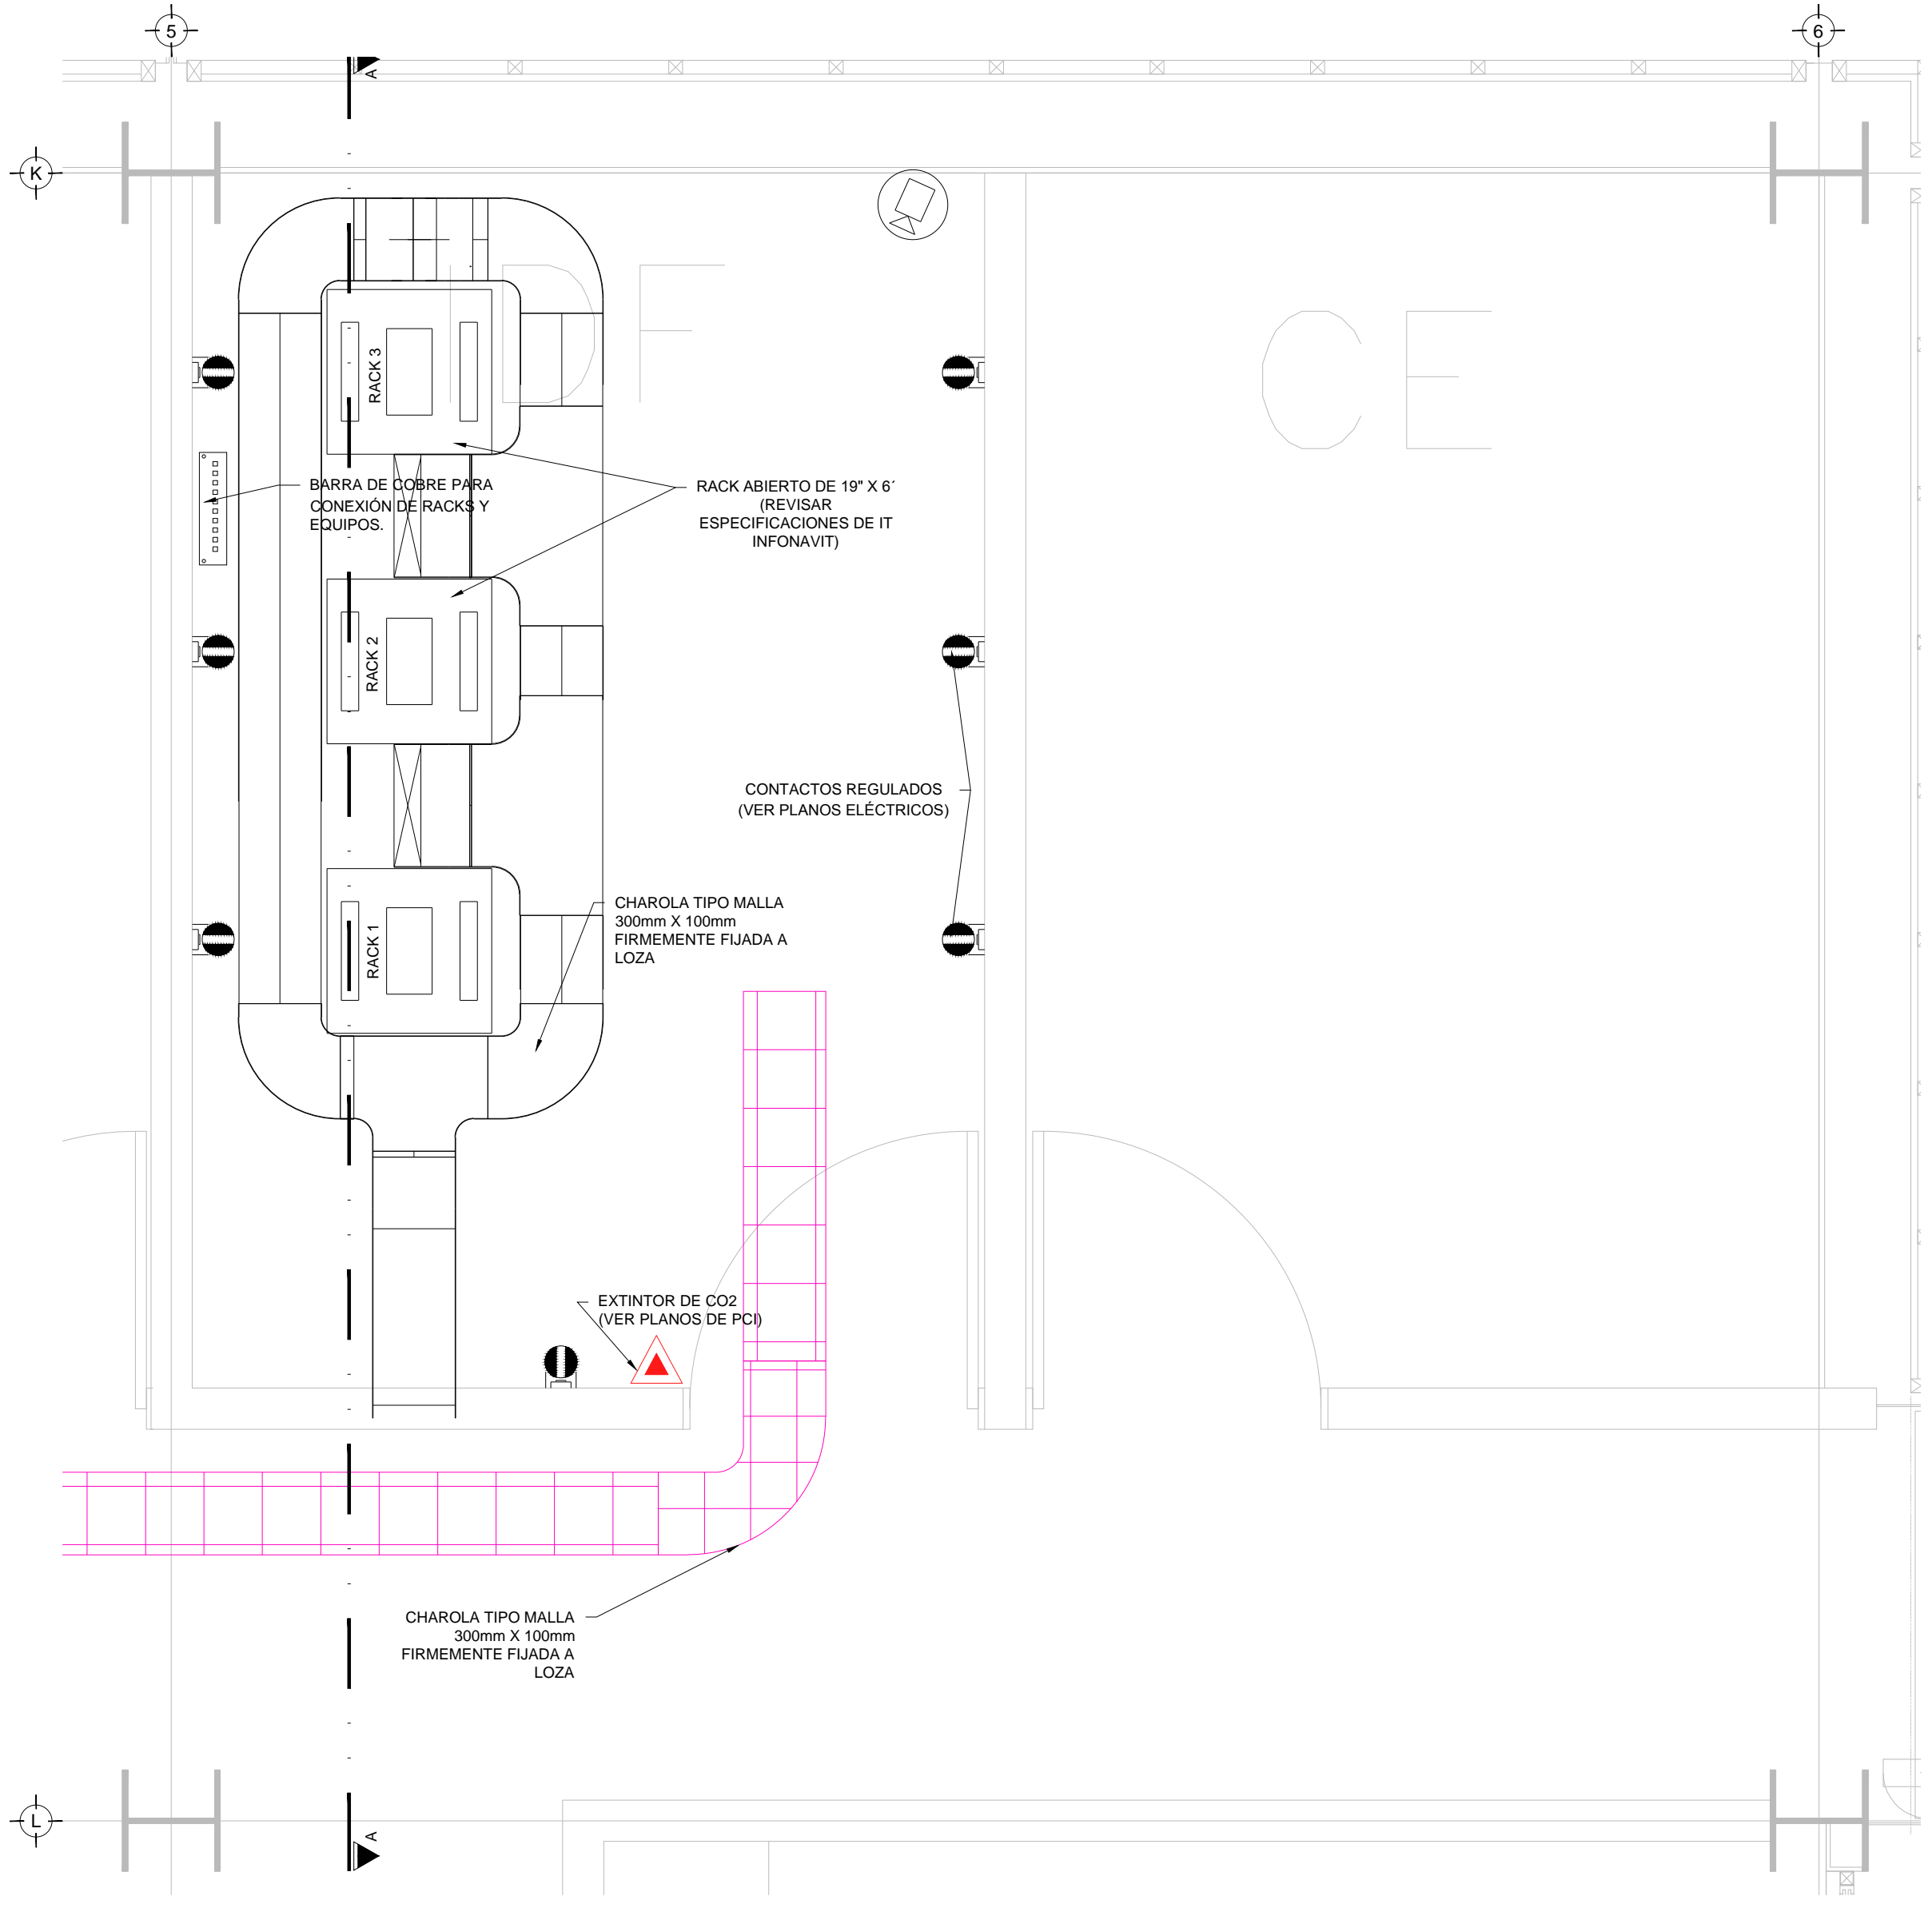 5
6
A
K
IDF
CE
RACK 3
BARRA DE COBRE PARA
CONEXIÓN DE RACKS Y
EQUIPOS.
RACK ABIERTO DE 19" X 6´
(REVISAR
ESPECIFICACIONES DE IT
INFONAVIT)
RACK 2
CONTACTOS REGULADOS
(VER PLANOS ELÉCTRICOS)
RACK 1
CHAROLA TIPO MALLA
300mm X 100mm
FIRMEMENTE FIJADA A
LOZA
EXTINTOR DE CO2
(VER PLANOS DE PCI)
CHAROLA TIPO MALLA
300mm X 100mm
FIRMEMENTE FIJADA A
LOZA
L
A